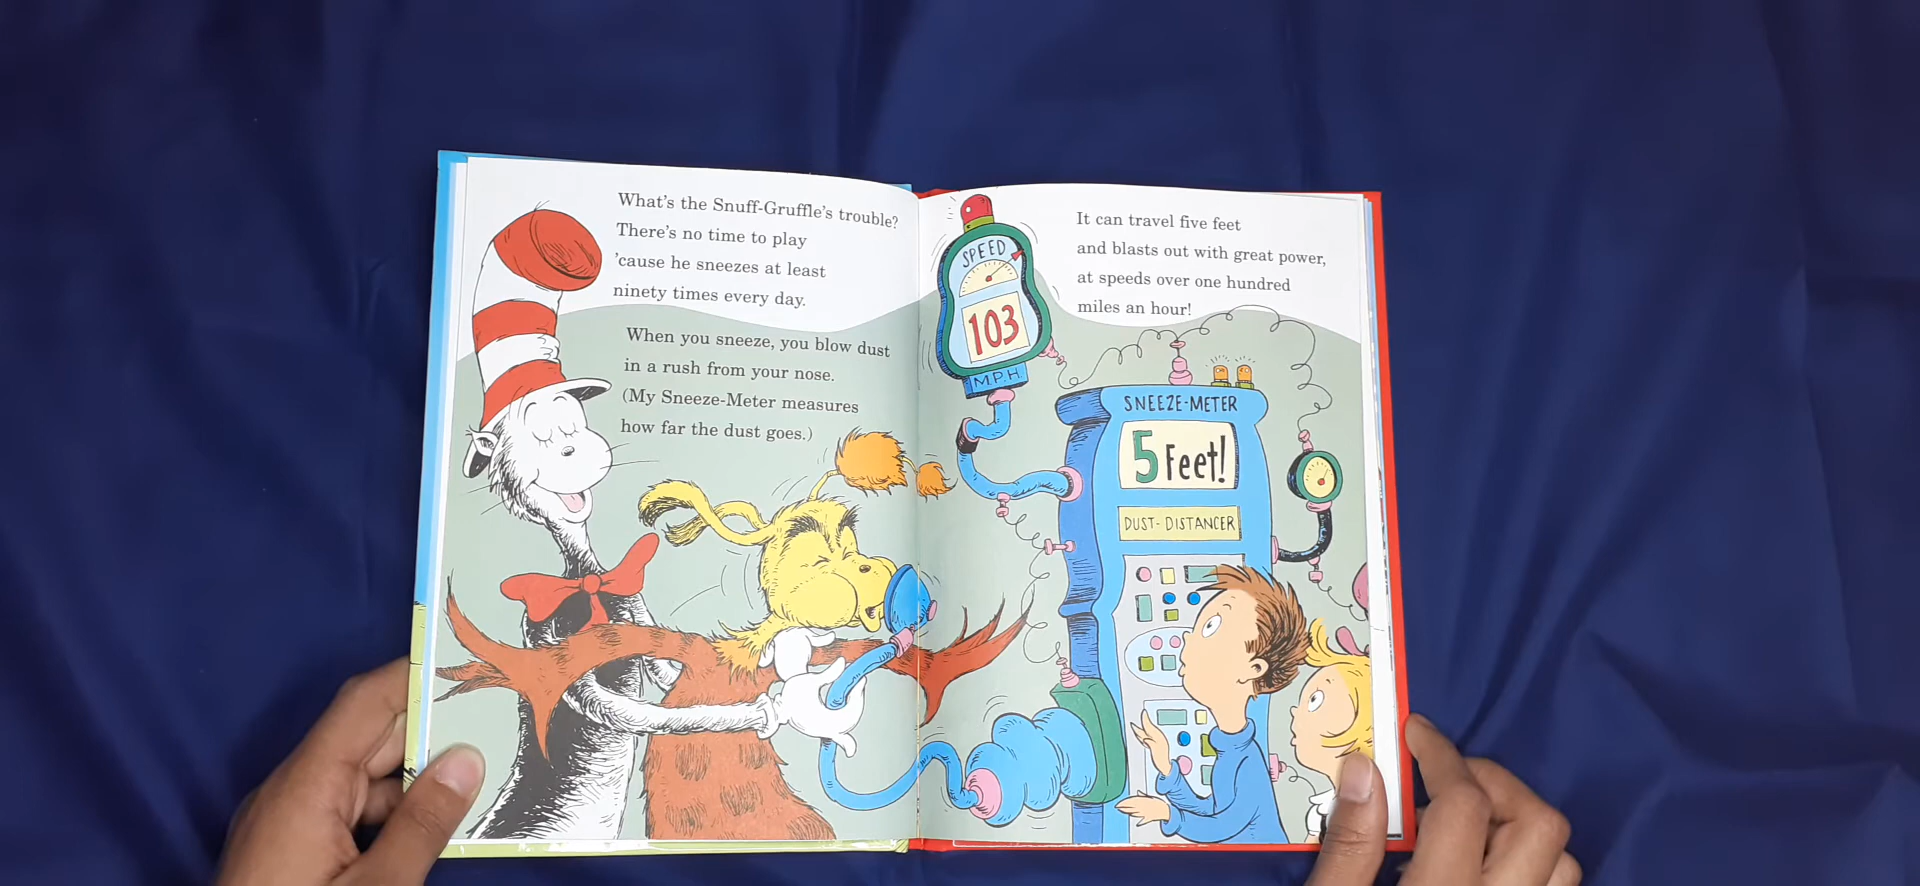 What's the Snuff-Gruffle's trouble?
There's no time to play
'cause he sneezes at least
ninety times every day.
When you sneeze, you blow dust
in a rush from your nose.
(My Sneeze-Meter measures
how far the dust goes.)
SPEED
103
M.P.H.
It can travel five feet
and blasts out with great power,
at speeds over one hundred
miles an hour!
SNEEZE-METER
5 Feet!
DUST-DISTANCER